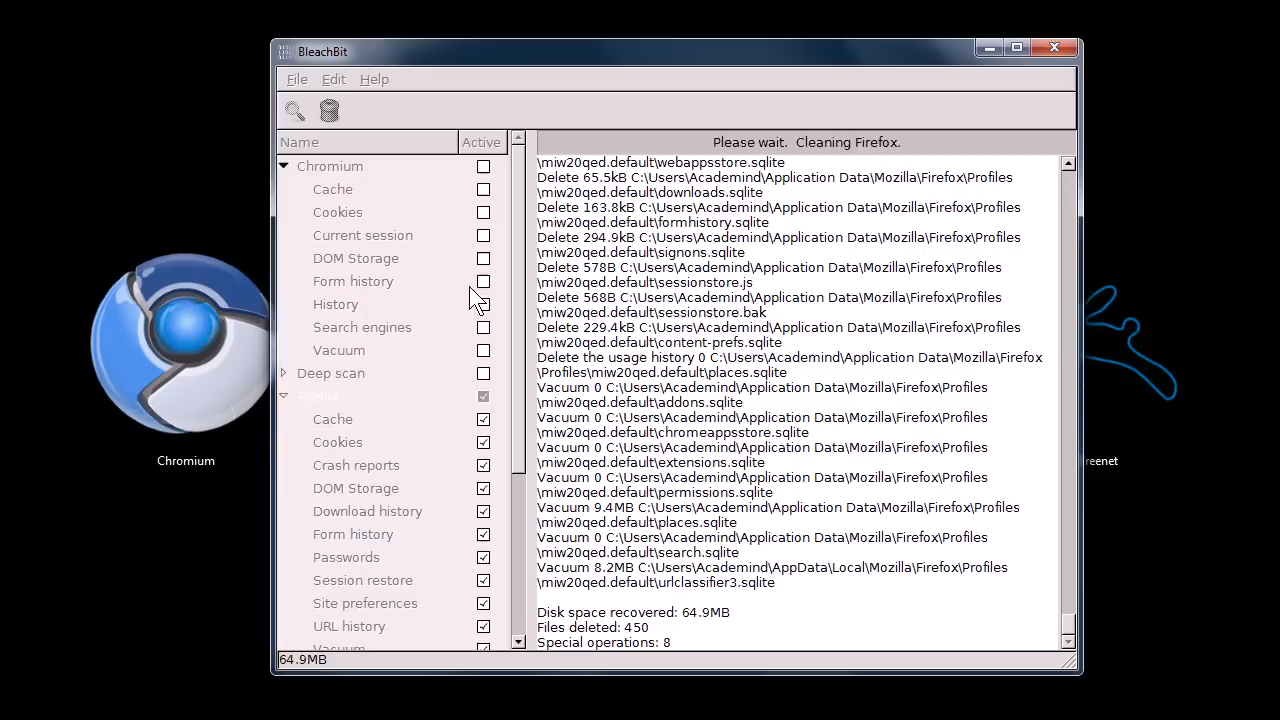 BleachBit
File Edit Help
Name Active
Please wait. Cleaning Firefox.
Chromium
Cache
Cookies
Current session
DOM Storage
Form history
History
Search engines
Vacuum
Deep scan
Firefox
Cache
Cookies
Crash reports
DOM Storage
Download history
Form history
Passwords
Session restore
Site preferences
URL history
Vacuum
\miw20qed.default\webappsstore.sqlite
Delete 65.5kB C:\Users\Academind\Application Data\Mozilla\Firefox\Profiles
\miw20qed.default\downloads.sqlite
Delete 163.8kB C:\Users\Academind\Application Data\Mozilla\Firefox\Profiles
\miw20qed.default\formhistory.sqlite
Delete 294.9kB C:\Users\Academind\Application Data\Mozilla\Firefox\Profiles
\miw20qed.default\signons.sqlite
Delete 578B C:\Users\Academind\Application Data\Mozilla\Firefox\Profiles
\miw20qed.default\sessionstore.js
Delete 568B C:\Users\Academind\Application Data\Mozilla\Firefox\Profiles
\miw20qed.default\sessionstore.bak
Delete 229.4kB C:\Users\Academind\Application Data\Mozilla\Firefox\Profiles
\miw20qed.default\content-prefs.sqlite
Delete the usage history 0 C:\Users\Academind\Application Data\Mozilla\Firefox
\Profiles\miw20qed.default\places.sqlite
Vacuum 0 C:\Users\Academind\Application Data\Mozilla\Firefox\Profiles
\miw20qed.default\addons.sqlite
Vacuum 0 C:\Users\Academind\Application Data\Mozilla\Firefox\Profiles
\miw20qed.default\chromeappsstore.sqlite
Vacuum 0 C:\Users\Academind\Application Data\Mozilla\Firefox\Profiles
\miw20qed.default\extensions.sqlite
Vacuum 0 C:\Users\Academind\Application Data\Mozilla\Firefox\Profiles
\miw20qed.default\permissions.sqlite
Vacuum 9.4MB C:\Users\Academind\Application Data\Mozilla\Firefox\Profiles
\miw20qed.default\places.sqlite
Vacuum 0 C:\Users\Academind\Application Data\Mozilla\Firefox\Profiles
\miw20qed.default\search.sqlite
Vacuum 8.2MB C:\Users\Academind\AppData\Local\Mozilla\Firefox\Profiles
\miw20qed.default\urlclassifier3.sqlite
Disk space recovered: 64.9MB
Files deleted: 450
Special operations: 8
64.9MB
Chromium
reenet